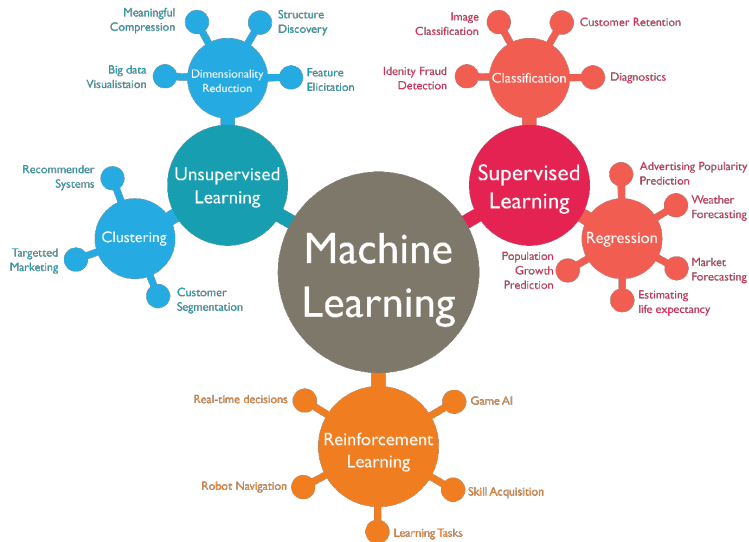 Meaningful
Compression
Structure
Discovery
Big data
Visualistaion
Dimensionality
Reduction
Feature
Elicitation
Unsupervised
Learning
Recommender
Systems
Clustering
Targetted
Marketing
Customer
Segmentation
Machine
Learning
Image
Classification
Customer Retention
Idenity Fraud
Detection
Classification
Diagnostics
Supervised
Learning
Advertising Popularity
Prediction
Weather
Forecasting
Regression
Population
Growth
Prediction
Market
Forecasting
Estimating
life expectancy
Real-time decisions
Game AI
Reinforcement
Learning
Robot Navigation
Skill Acquisition
Learning Tasks